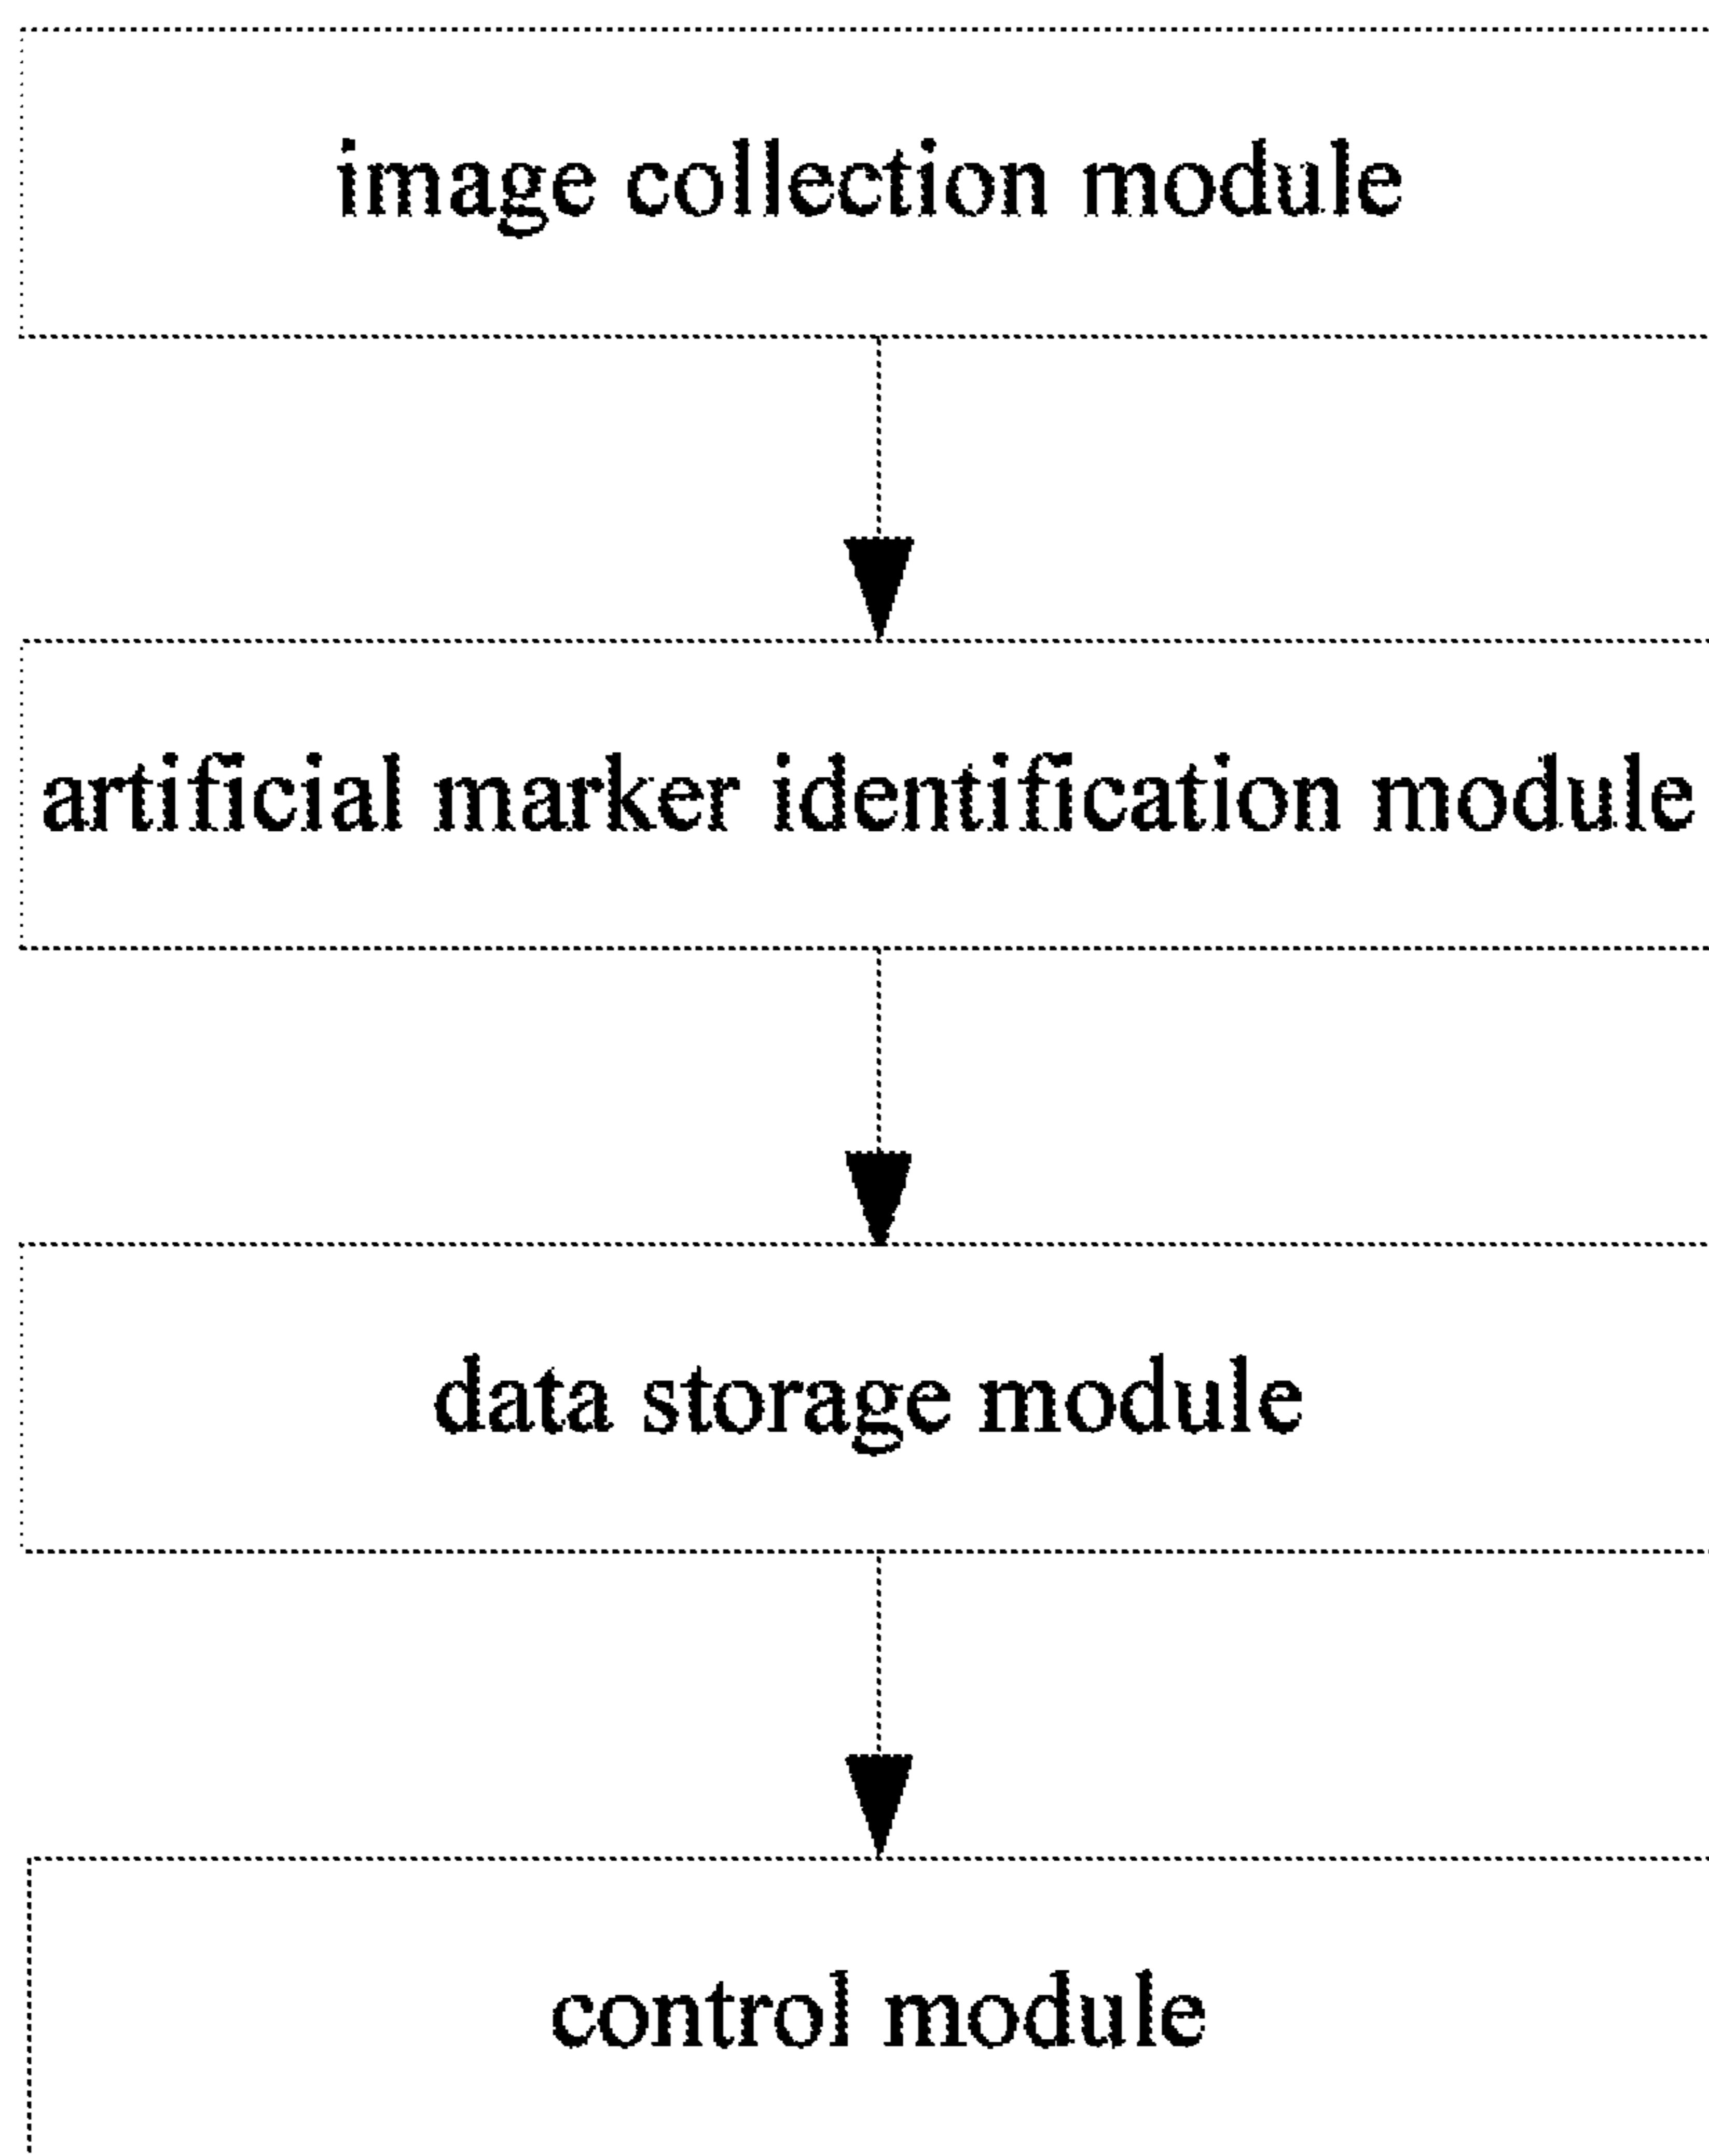 image collection module
artificial marker identification module
data storage module
control module